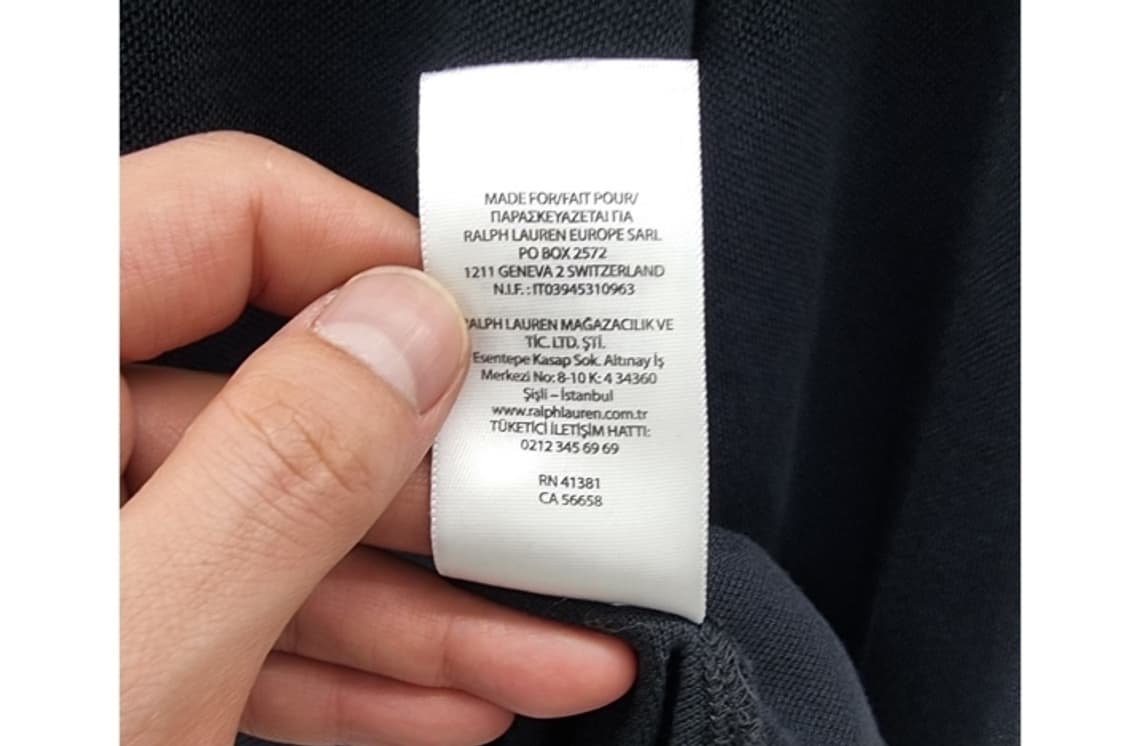 MADE FOR/FAIT POUR/
ΠΑΡΑΣΚΕΥΑΖΕΤΑΙ ΓΙΑ
RALPH LAUREN EUROPE SARL
PO BOX 2572
1211 GENEVA 2 SWITZERLAND
N.I.F. : IT03945310963
RALPH LAUREN MAĞAZACILIK VE
TİC. LTD. ŞTİ.
Esentepe Kasap Sok. Altınay İş
Merkezi No: 8-10 K: 4 34360
Şişli – İstanbul
www.ralphlauren.com.tr
TÜKETİCİ İLETİŞİM HATTI:
0212 345 69 69
RN 41381
CA 56658